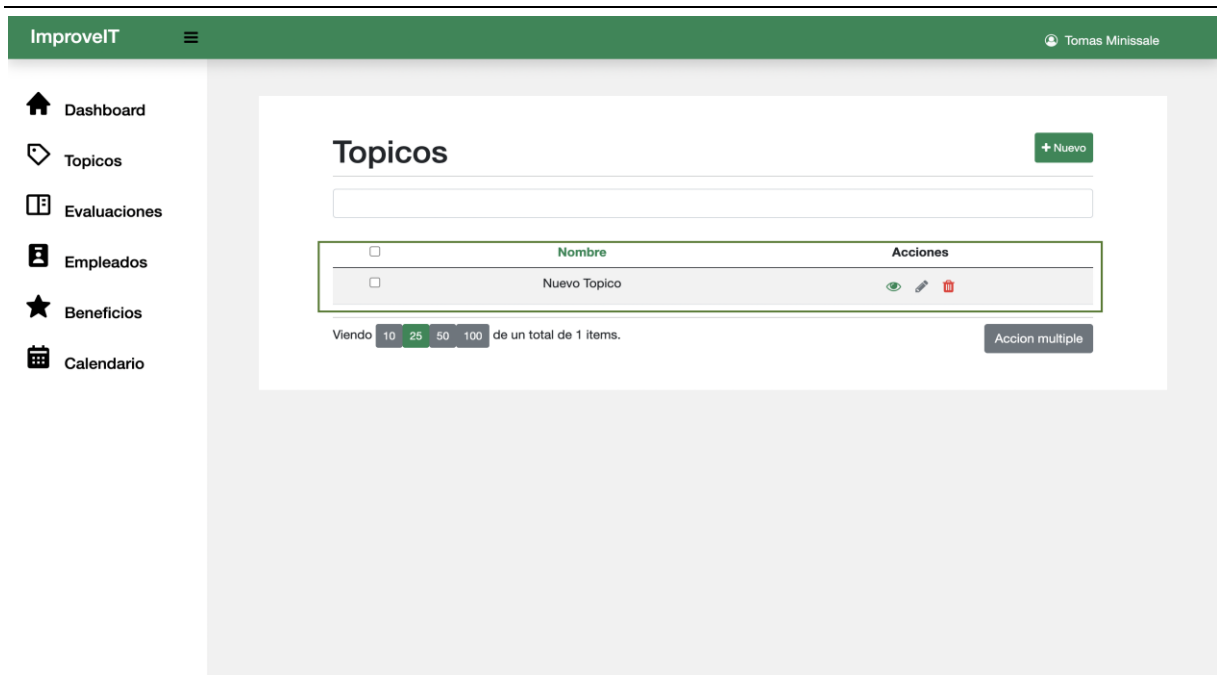 ImproveIT
Tomas Minissale
Dashboard
Topicos
Evaluaciones
Empleados
Beneficios
Calendario
Topicos
+ Nuevo
Nombre Acciones
Nuevo Topico
Viendo 10 25 50 100 de un total de 1 items.
Accion multiple